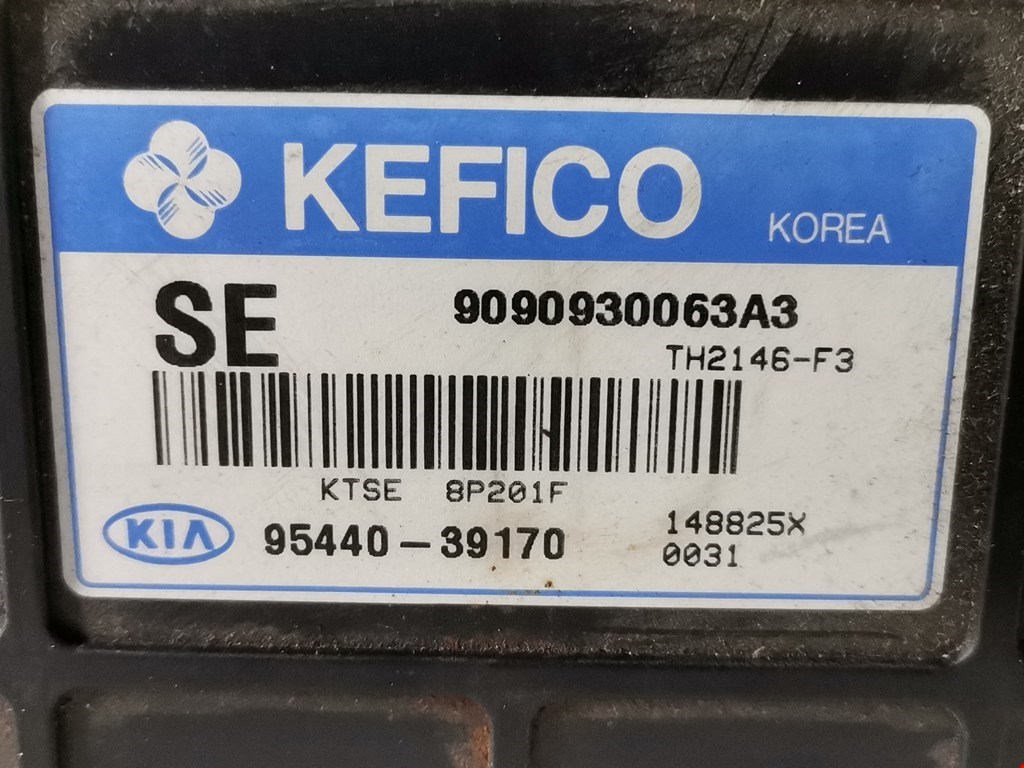 KEFICO KOREA
SE 9090930063A3
TH2146-F3
KTSE 8P201F
KIA 95440-39170
148825X
0031